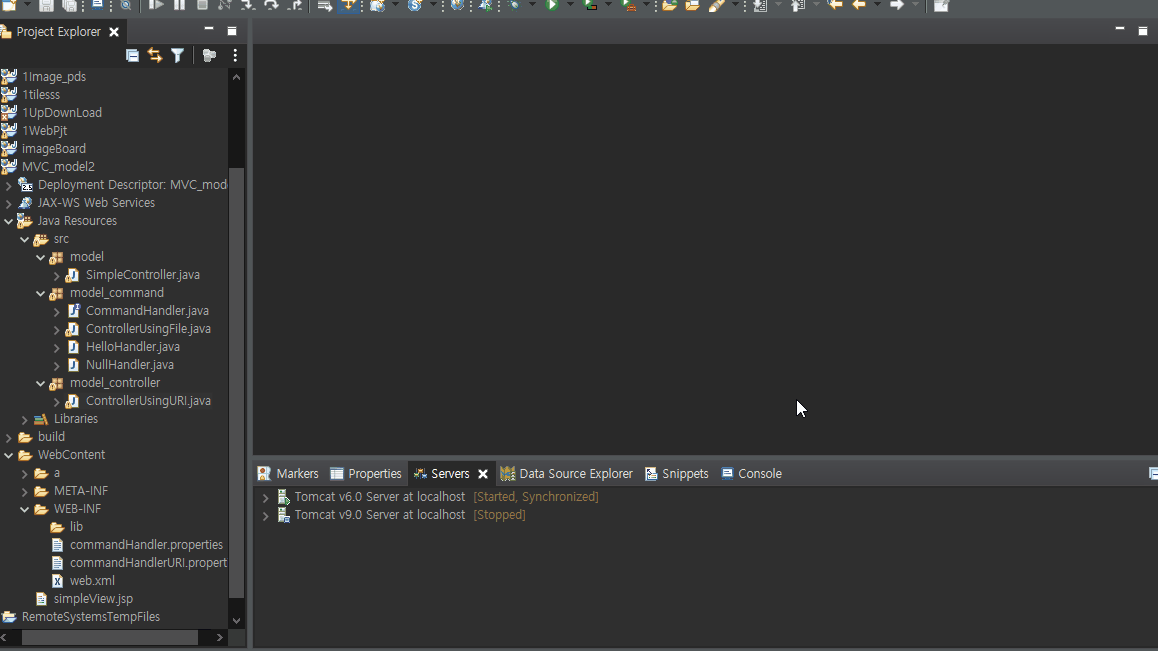 Project Explorer
1Image_pds
1tilesss
1UpDownLoad
1WebPjt
imageBoard
MVC_model2
Deployment Descriptor: MVC_mod
JAX-WS Web Services
Java Resources
src
model
SimpleController.java
model_command
CommandHandler.java
ControllerUsingFile.java
HelloHandler.java
NullHandler.java
model_controller
ControllerUsingURI.java
Libraries
build
WebContent
a
META-INF
WEB-INF
lib
commandHandler.properties
commandHandlerURI.propert
web.xml
simpleView.jsp
RemoteSystemsTempFiles
Markers Properties Servers Data Source Explorer Snippets Console
Tomcat v6.0 Server at localhost [Started, Synchronized]
Tomcat v9.0 Server at localhost [Stopped]